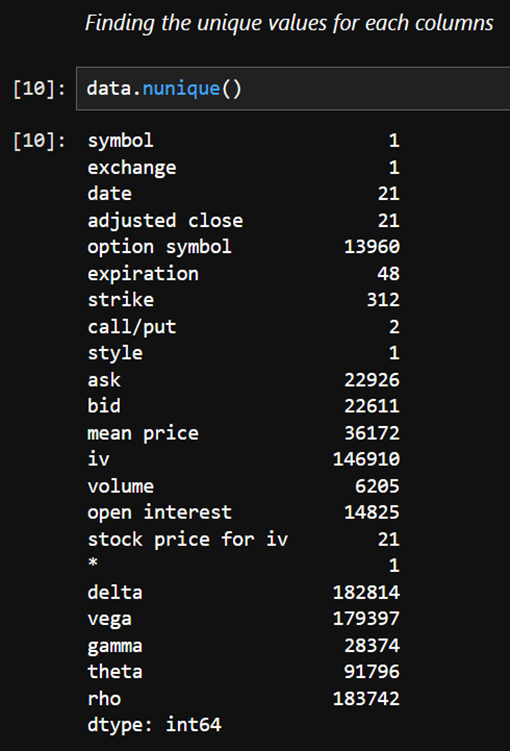 Finding the unique values for each columns
[10]: data.nunique()
[10]: symbol 1
exchange 1
date 21
adjusted close 21
option symbol 13960
expiration 48
strike 312
call/put 2
style 1
ask 22926
bid 22611
mean price 36172
iv 146910
volume 6205
open interest 14825
stock price for iv 21
* 1
delta 182814
vega 179397
gamma 28374
theta 91796
rho 183742
dtype: int64